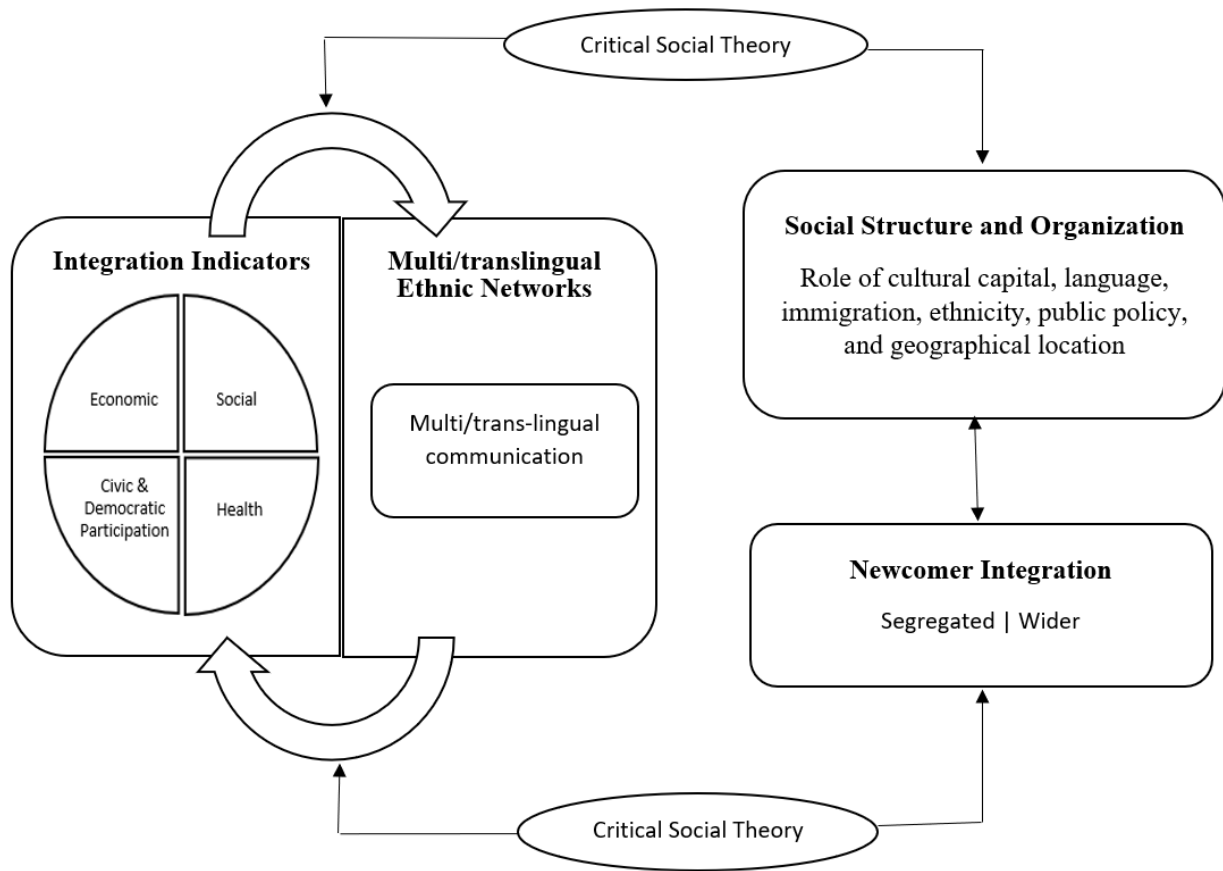 Critical Social Theory
Integration Indicators
Economic
Social
Civic &
Democratic
Participation
Health
Multi/translingual
Ethnic Networks
Multi/trans-lingual
communication
Social Structure and Organization
Role of cultural capital, language,
immigration, ethnicity, public policy,
and geographical location
Newcomer Integration
Segregated | Wider
Critical Social Theory